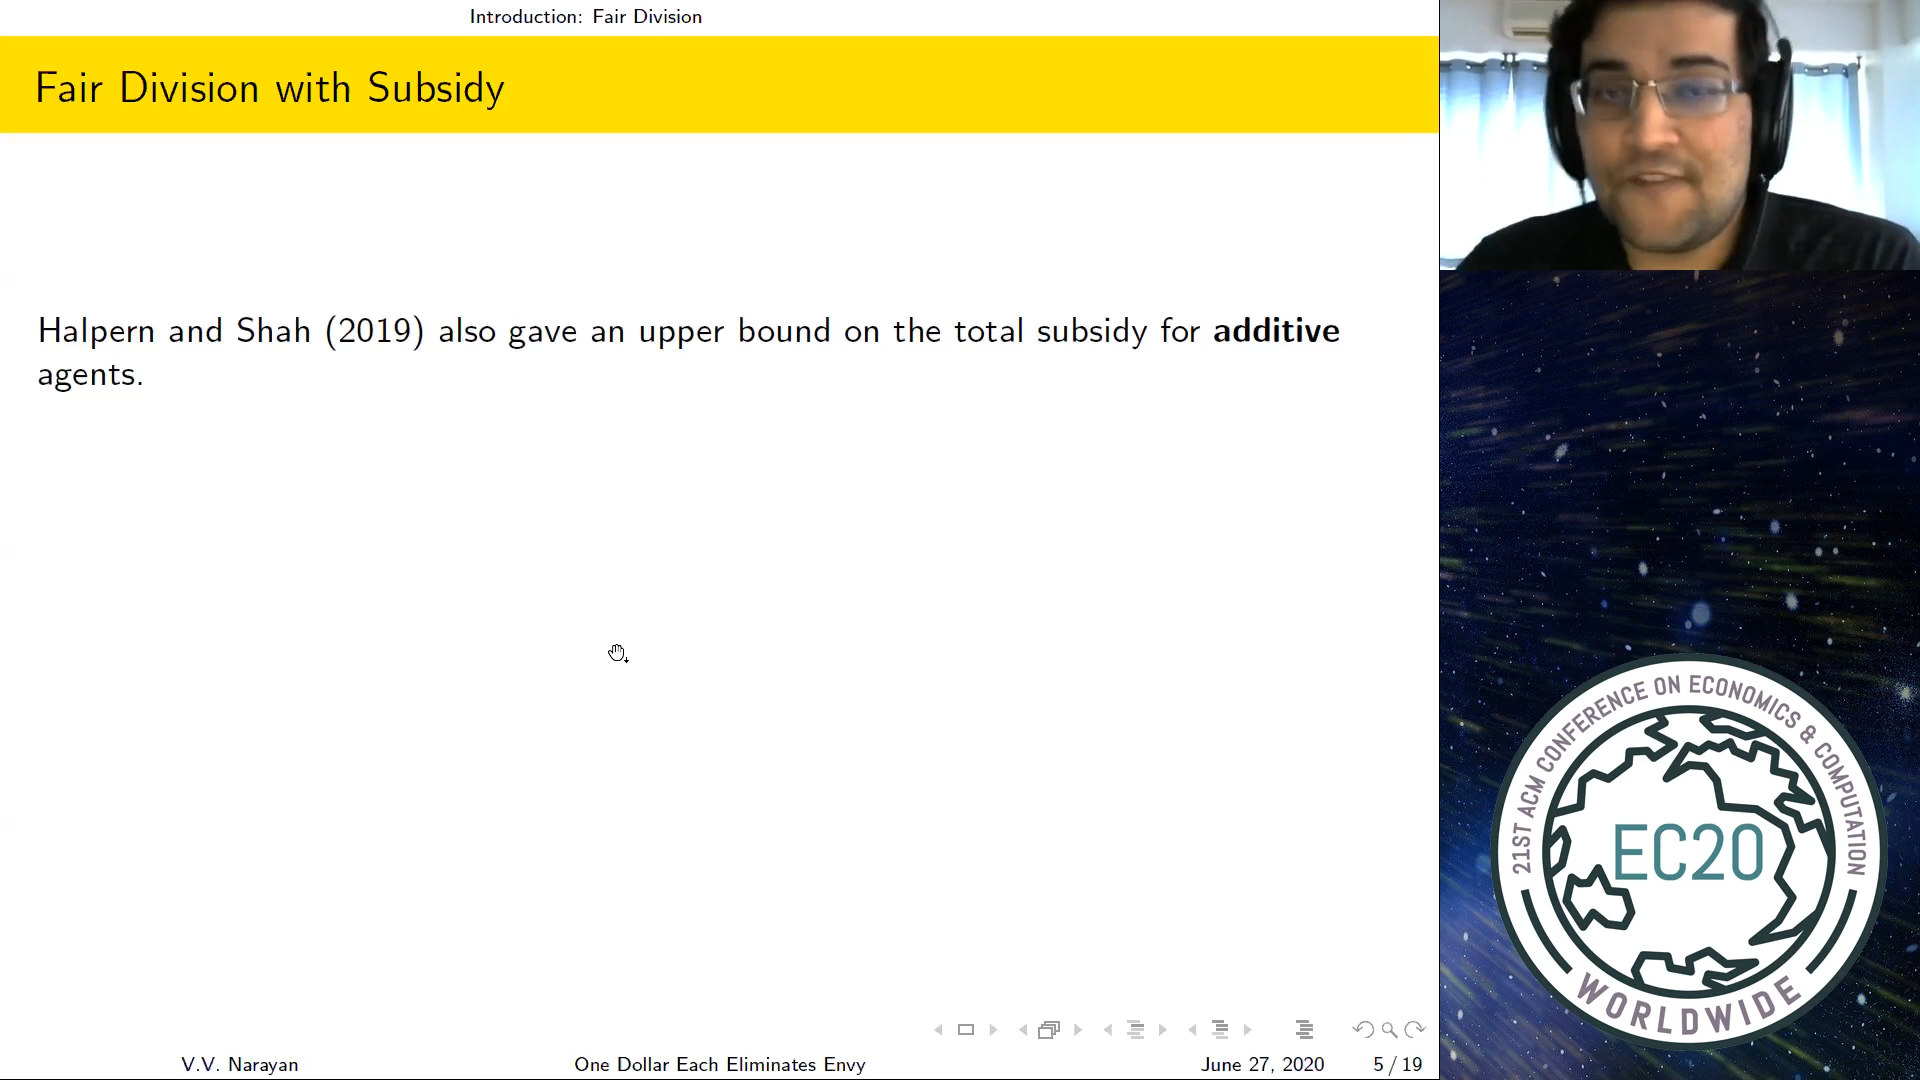 Introduction: Fair Division
Fair Division with Subsidy
Halpern and Shah (2019) also gave an upper bound on the total subsidy for additive
agents.
21ST ACM CONFERENCE ON ECONOMICS & COMPUTATION
EC20
WORLDWIDE
V.V. Narayan
One Dollar Each Eliminates Envy
June 27, 2020
5 / 19